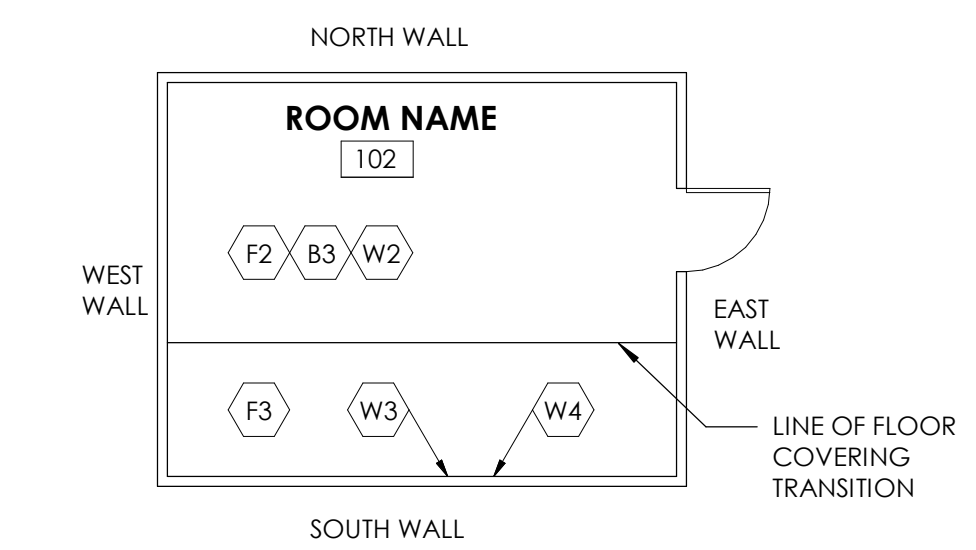 NORTH WALL
ROOM NAME
102
F2 B3 W2
WEST
WALL
EAST
WALL
F3 W3 W4
LINE OF FLOOR
COVERING
TRANSITION
SOUTH WALL